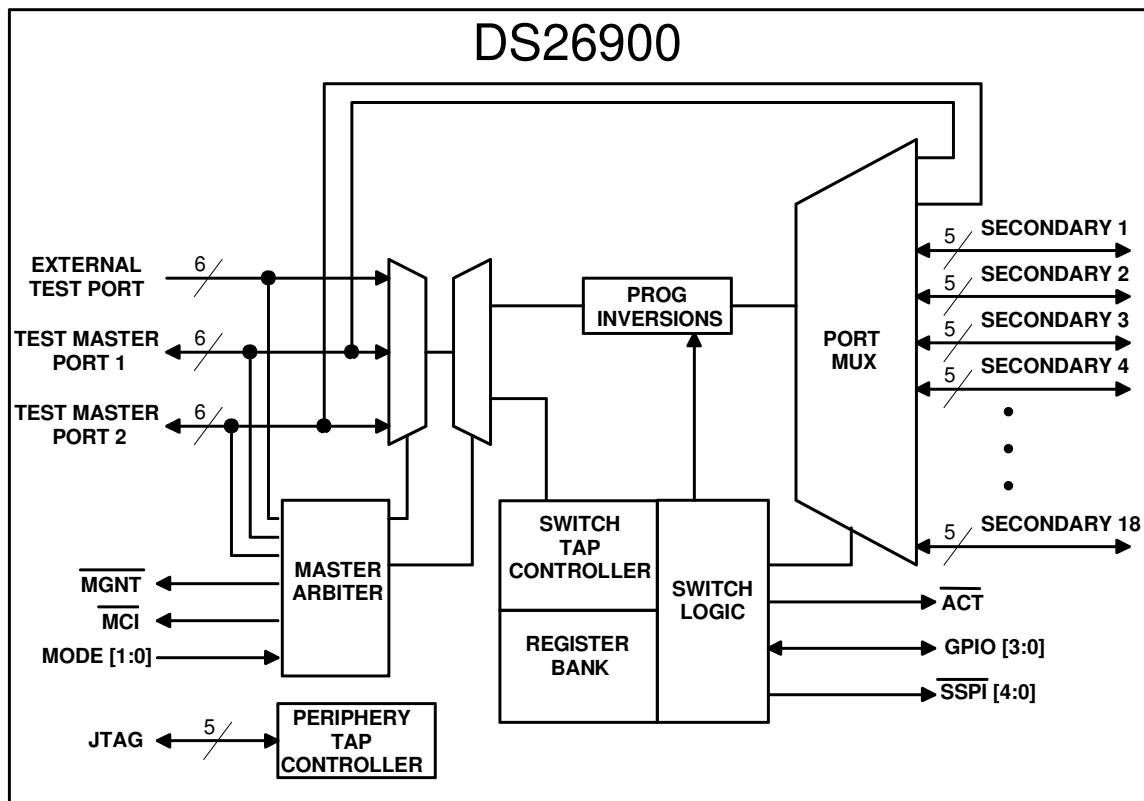 DS26900
EXTERNAL
TEST PORT
6
TEST MASTER
PORT 1
6
TEST MASTER
PORT 2
6
PROG
INVERSIONS
PORT
MUX
5
SECONDARY 1
5
SECONDARY 2
5
SECONDARY 3
5
SECONDARY 4
5
SECONDARY 18
MASTER
ARBITER
MGNT
MCI
MODE [1:0]
SWITCH
TAP
CONTROLLER
REGISTER
BANK
SWITCH
LOGIC
ACT
GPIO [3:0]
SSPI [4:0]
JTAG
5
PERIPHERY
TAP
CONTROLLER